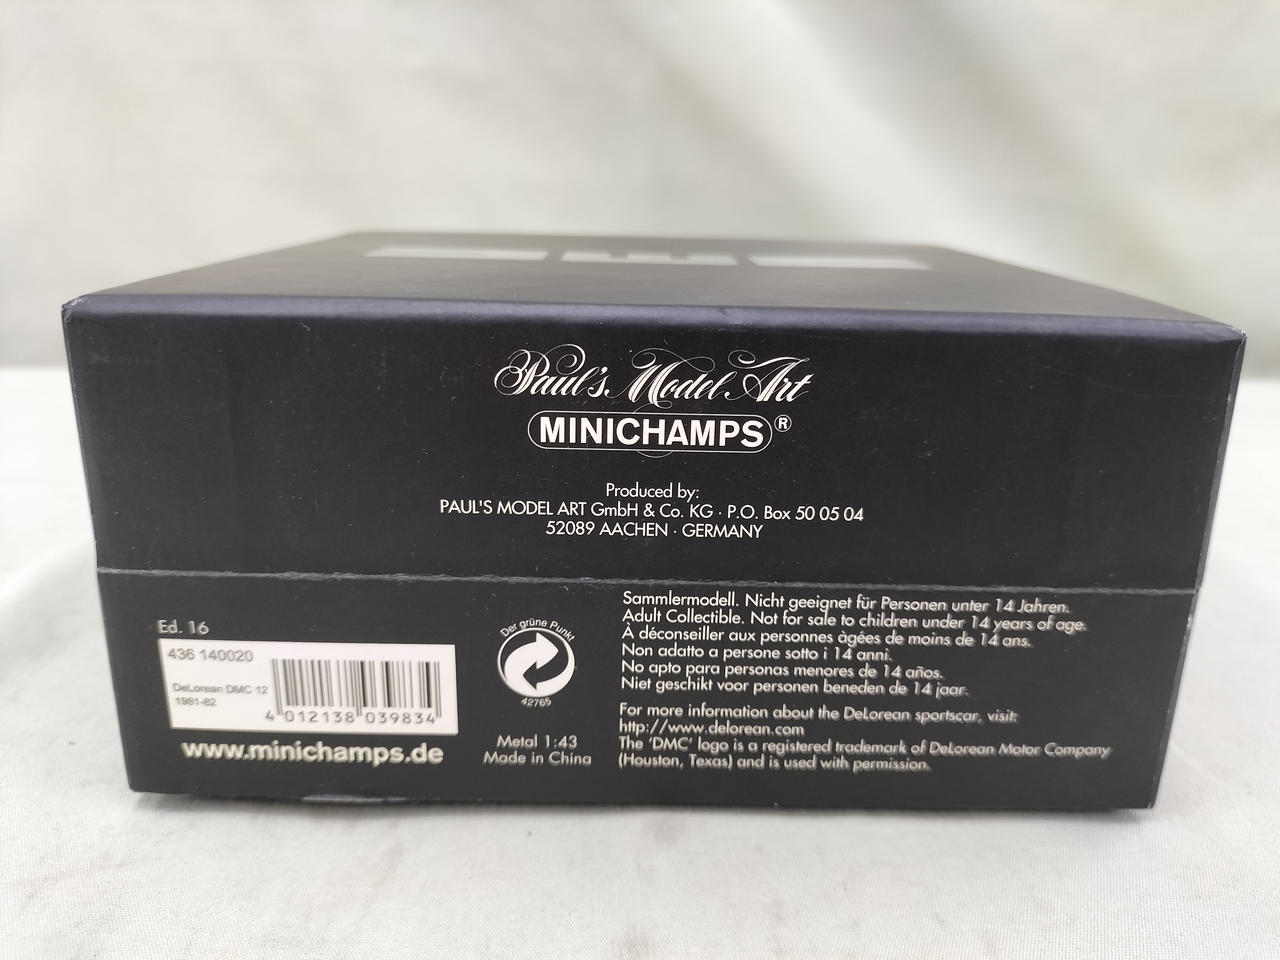 DMC
Paul's Model Art
MINICHAMPS®
Produced by:
PAUL'S MODEL ART GmbH & Co. KG · P.O. Box 50 05 04
52089 AACHEN · GERMANY
Ed. 16
436 140020
DeLorean DMC 12
1981-82
4 012138 039834
www.minichamps.de
Der grüne Punkt
42765
Metal 1:43
Made in China
Sammlermodell. Nicht geeignet für Personen unter 14 Jahren.
Adult Collectible. Not for sale to children under 14 years of age.
À déconseiller aux personnes àgées de moins de 14 ans.
Non adatto a persone sotto i 14 anni.
No apto para personas menores de 14 años.
Niet geschikt voor personen beneden de 14 jaar.
For more information about the DeLorean sportscar, visit:
http://www.delorean.com
The 'DMC' logo is a registered trademark of DeLorean Motor Company
(Houston, Texas) and is used with permission.